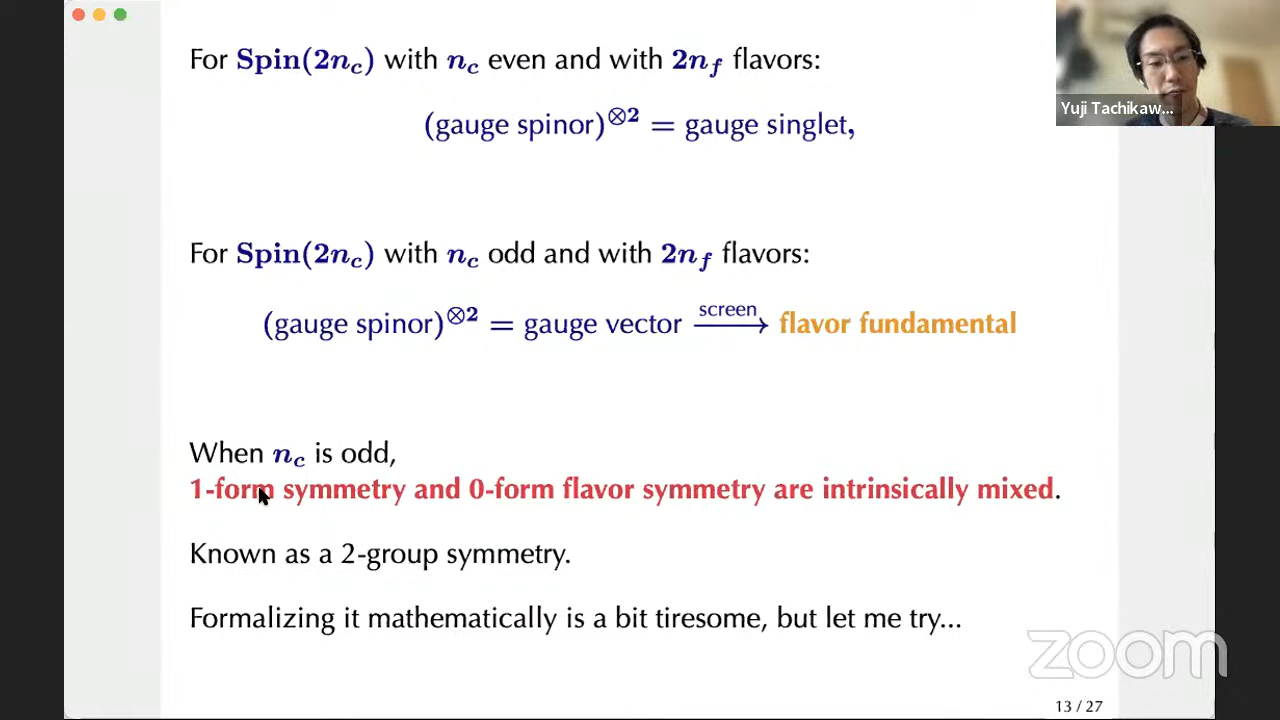 For Spin(2n_c) with n_c even and with 2n_f flavors:
(gauge spinor)^{⊗2} = gauge singlet,
Yuji Tachikaw...
For Spin(2n_c) with n_c odd and with 2n_f flavors:
(gauge spinor)^{⊗2} = gauge vector \xrightarrow{screen} flavor fundamental
When n_c is odd,
1-form symmetry and 0-form flavor symmetry are intrinsically mixed.
Known as a 2-group symmetry.
Formalizing it mathematically is a bit tiresome, but let me try...
zoom
13 / 27